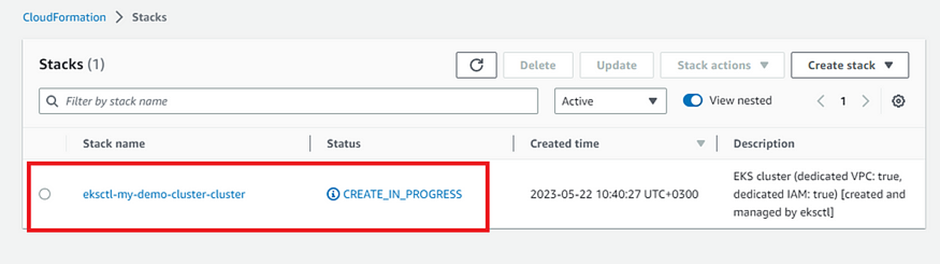 CloudFormation > Stacks
Stacks (1)
Delete
Update
Stack actions
Create stack
Filter by stack name
Active
View nested
< 1 >
Stack name
Status
Created time
Description
eksctl-my-demo-cluster-cluster
CREATE_IN_PROGRESS
2023-05-22 10:40:27 UTC+0300
EKS cluster (dedicated VPC: true,
dedicated IAM: true) [created and
managed by eksctl]